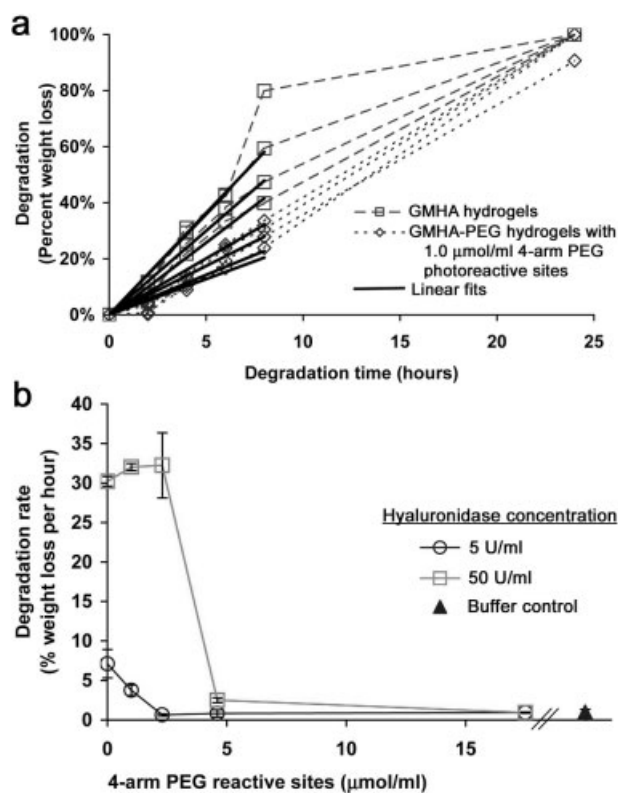 a
Degradation
(Percent weight loss)
100%
80%
60%
40%
20%
0%
GMHA hydrogels
GMHA-PEG hydrogels with
1.0 μmol/ml 4-arm PEG
photoreactive sites
Linear fits
0 5 10 15 20 25
Degradation time (hours)
b
Degradation rate
(% weight loss per hour)
40
35
30
25
20
15
10
5
0
Hyaluronidase concentration
5 U/ml
50 U/ml
Buffer control
0 5 10 15
4-arm PEG reactive sites (μmol/ml)